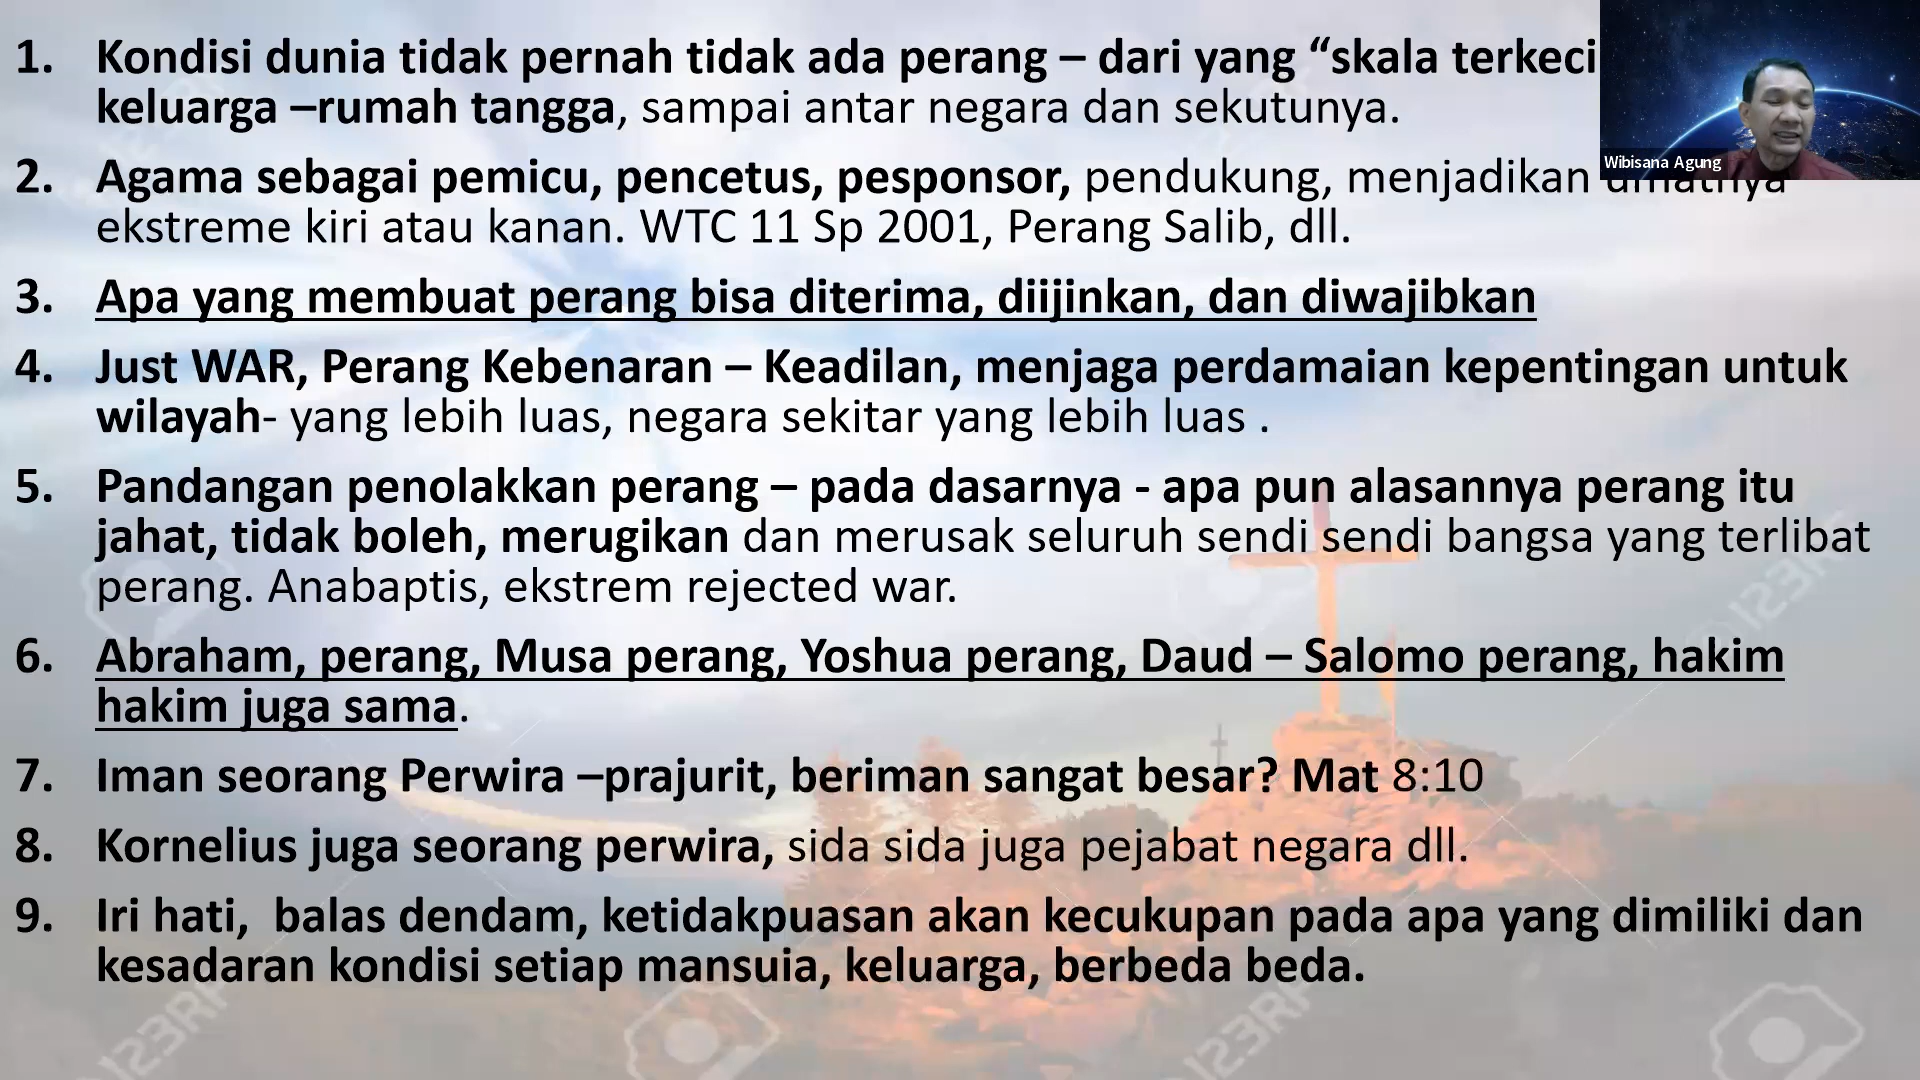 1. Kondisi dunia tidak pernah tidak ada perang – dari yang “skala terkeci
keluarga –rumah tangga, sampai antar negara dan sekutunya.
Wibisana Agung
2. Agama sebagai pemicu, pencetus, pesponsor, pendukung, menjadikan
ekstreme kiri atau kanan. WTC 11 Sp 2001, Perang Salib, dll.
3. Apa yang membuat perang bisa diterima, diijinkan, dan diwajibkan
4. Just WAR, Perang Kebenaran – Keadilan, menjaga perdamaian kepentingan untuk
wilayah- yang lebih luas, negara sekitar yang lebih luas .
5. Pandangan penolakkan perang – pada dasarnya - apa pun alasannya perang itu
jahat, tidak boleh, merugikan dan merusak seluruh sendi sendi bangsa yang terlibat
perang. Anabaptis, ekstrem rejected war.
6. Abraham, perang, Musa perang, Yoshua perang, Daud – Salomo perang, hakim
hakim juga sama.
7. Iman seorang Perwira –prajurit, beriman sangat besar? Mat 8:10
8. Kornelius juga seorang perwira, sida sida juga pejabat negara dll.
9. Iri hati,  balas dendam, ketidakpuasan akan kecukupan pada apa yang dimiliki dan
kesadaran kondisi setiap mansuia, keluarga, berbeda beda.